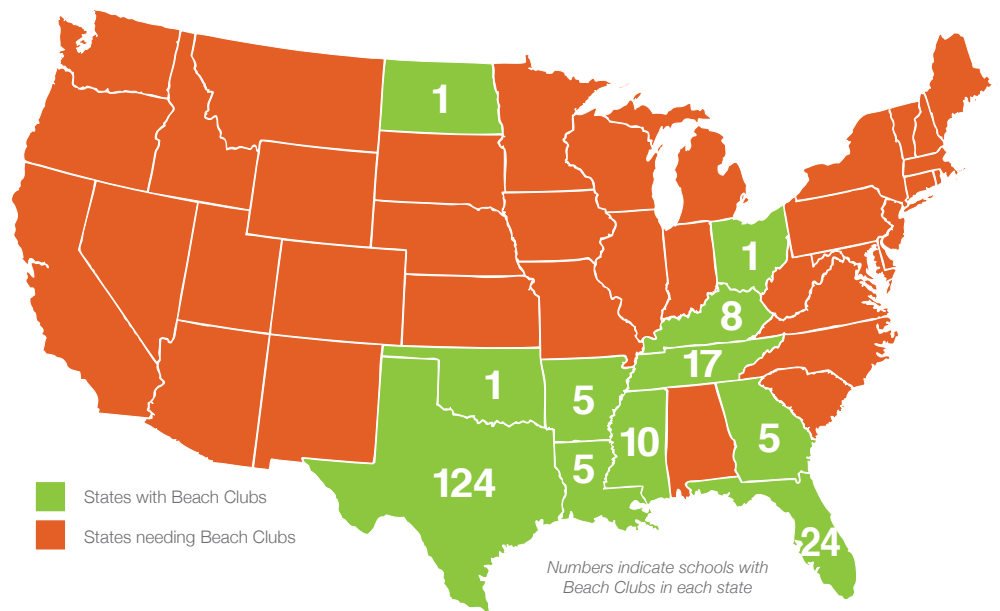 1
1
8
17
1
5
10
5
5
124
24
States with Beach Clubs
States needing Beach Clubs
Numbers indicate schools with
Beach Clubs in each state